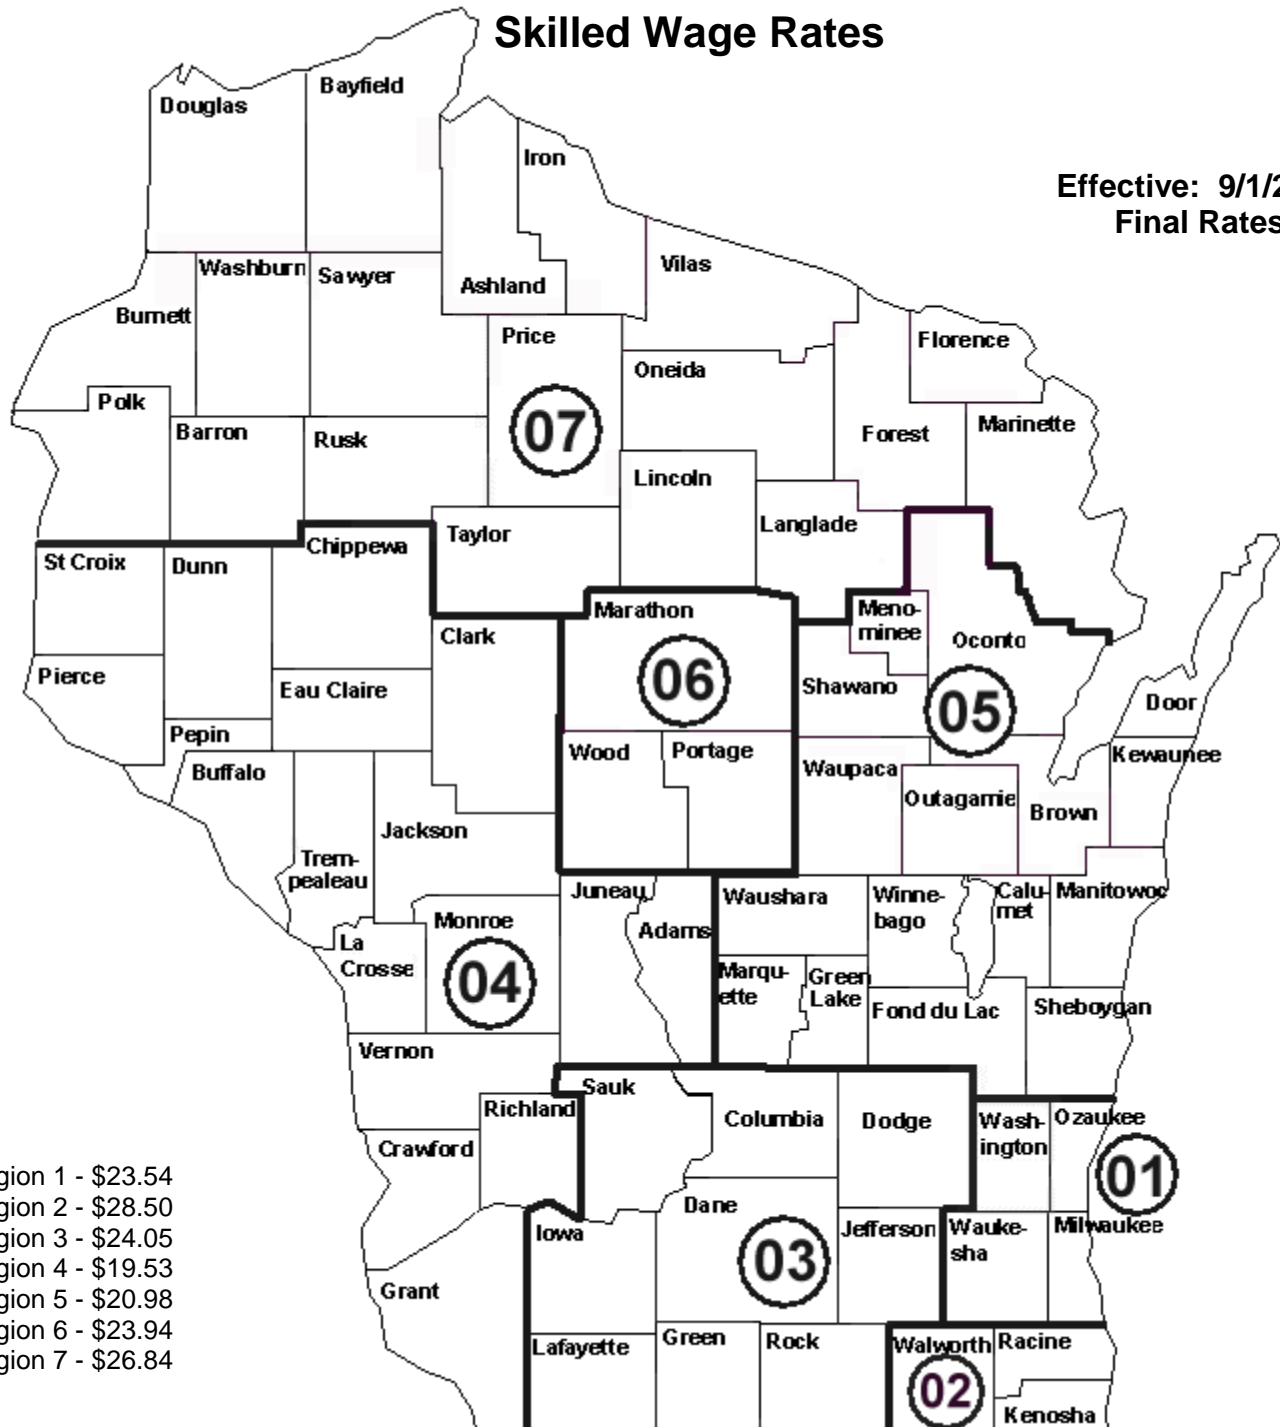 Skilled Wage Rates
Effective: 9/1/2
Final Rates
Douglas
Bayfield
Iron
Vilas
Ashland
Washburn
Sawyer
Burnett
Florence
Price
Oneida
Polk
07
Marinette
Barron
Rusk
Forest
Lincoln
Langlade
Taylor
Chippewa
St Croix
Dunn
Marathon
Meno-
minee
Oconto
Clark
06
Pierce
Eau Claire
Shawano
05
Door
Pepin
Buffalo
Wood
Portage
Waupaca
Kewaunee
Outagamie
Brown
Jackson
Trem-
pealeau
Juneau
Adams
Waushara
Winne-
bago
Calu-
met
Manitowoc
Monroe
La
Crosse
04
Marqu-
ette
Green
Lake
Fond du Lac
Sheboygan
Vernon
Sauk
Richland
Columbia
Dodge
Wash-
ington
Ozaukee
Crawford
01
Dane
Iowa
Jefferson
Wauke-
sha
Milwaukee
03
Grant
Lafayette
Green
Rock
Walworth
Racine
02
Kenosha
gion 1 - $23.54
gion 2 - $28.50
gion 3 - $24.05
gion 4 - $19.53
gion 5 - $20.98
gion 6 - $23.94
gion 7 - $26.84